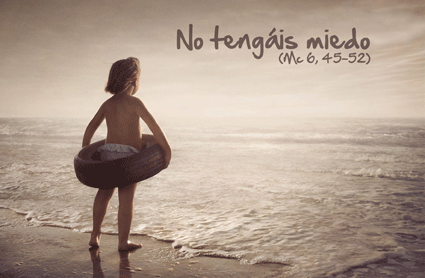 No tengáis miedo
(Mc 6, 45-52)